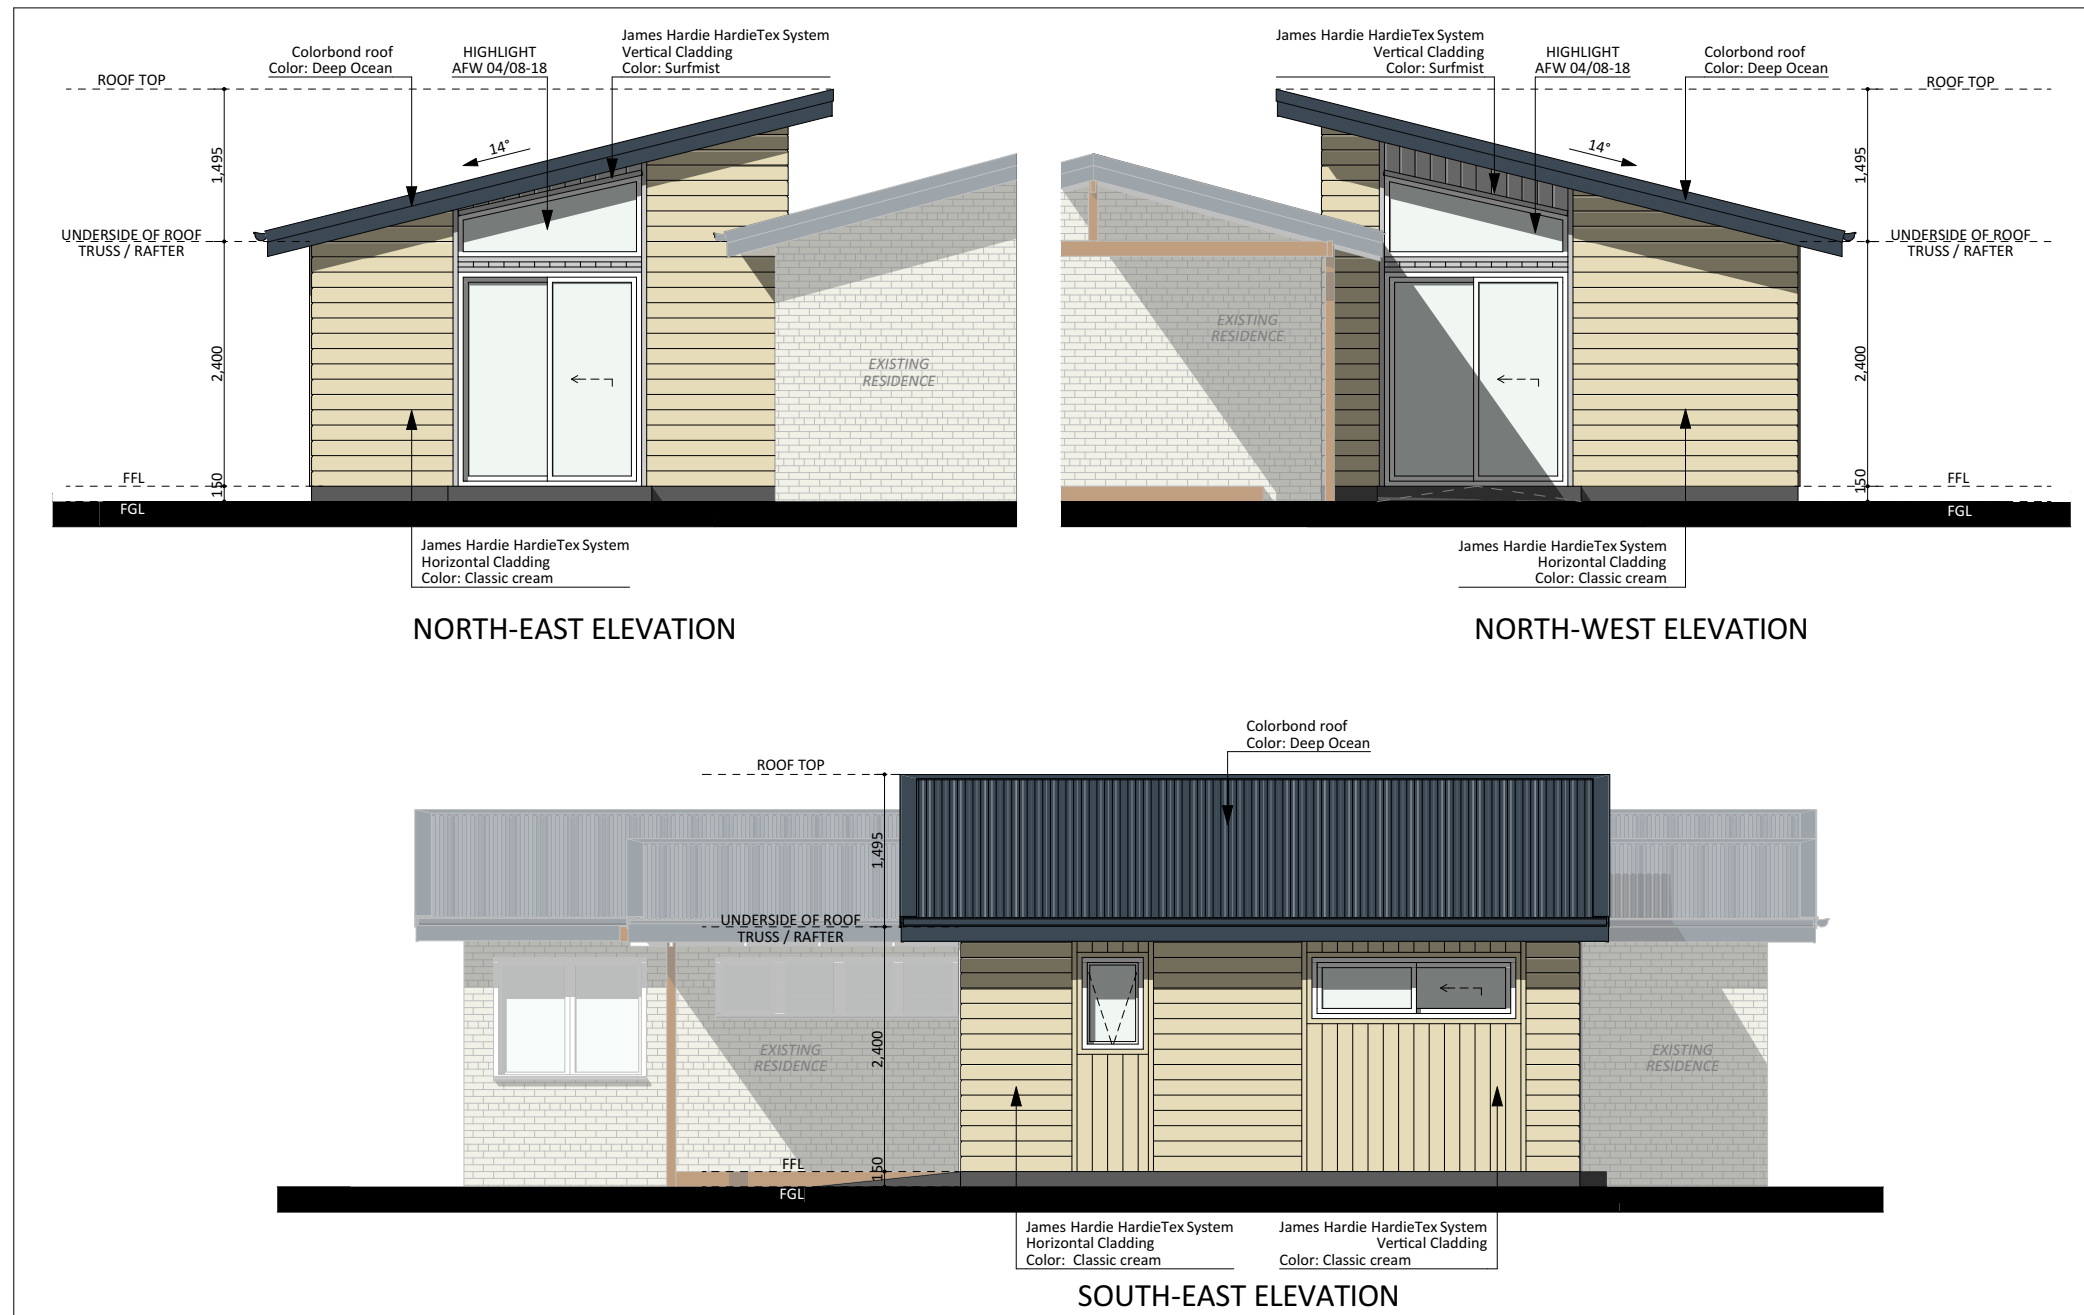 James Hardie HardieTex System
Vertical Cladding
Color: Surfmist
HIGHLIGHT
AFW 04/08-18
Colorbond roof
Color: Deep Ocean
ROOF TOP
14°
1,495
UNDERSIDE OF ROOF
TRUSS / RAFTER
2,400
EXISTING
RESIDENCE
FFL
150
FGL
James Hardie HardieTex System
Horizontal Cladding
Color: Classic cream
NORTH-EAST ELEVATION
James Hardie HardieTex System
Vertical Cladding
Color: Surfmist
HIGHLIGHT
AFW 04/08-18
Colorbond roof
Color: Deep Ocean
ROOF TOP
14°
1,495
UNDERSIDE OF ROOF
TRUSS / RAFTER
EXISTING
RESIDENCE
2,400
FFL
150
FGL
James Hardie HardieTex System
Horizontal Cladding
Color: Classic cream
NORTH-WEST ELEVATION
Colorbond roof
Color: Deep Ocean
ROOF TOP
1,495
UNDERSIDE OF ROOF
TRUSS / RAFTER
2,400
EXISTING
RESIDENCE
EXISTING
RESIDENCE
FFL
150
FGL
James Hardie HardieTex System
Horizontal Cladding
Color: Classic cream
James Hardie HardieTex System
Vertical Cladding
Color: Classic cream
SOUTH-EAST ELEVATION